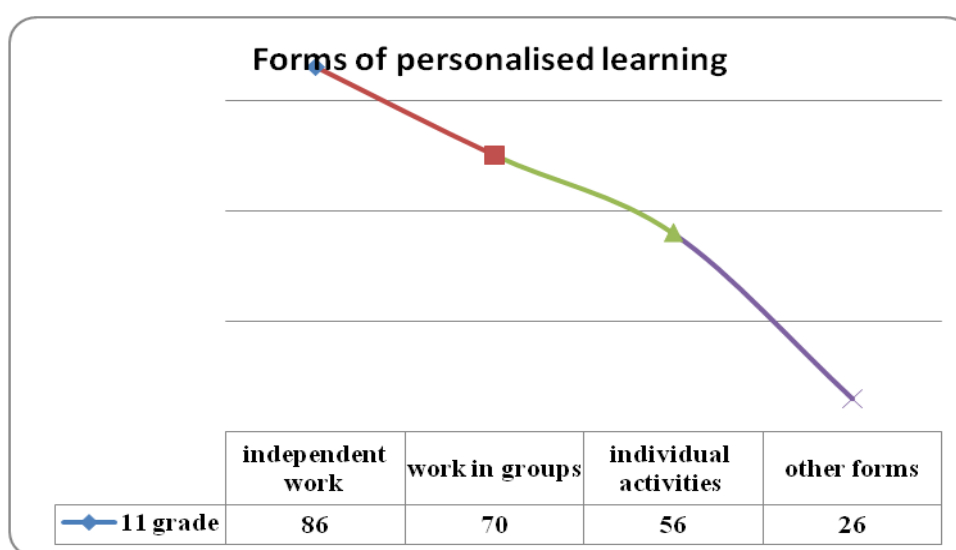 Forms of personalised learning
independent work
work in groups
individual activities
other forms
11 grade
86
70
56
26